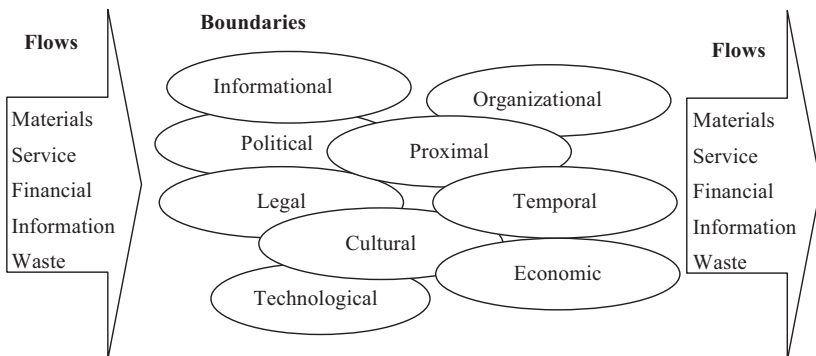 Flows
Materials
Service
Financial
Information
Waste
Boundaries
Informational
Organizational
Political
Proximal
Legal
Temporal
Cultural
Economic
Technological
Flows
Materials
Service
Financial
Information
Waste